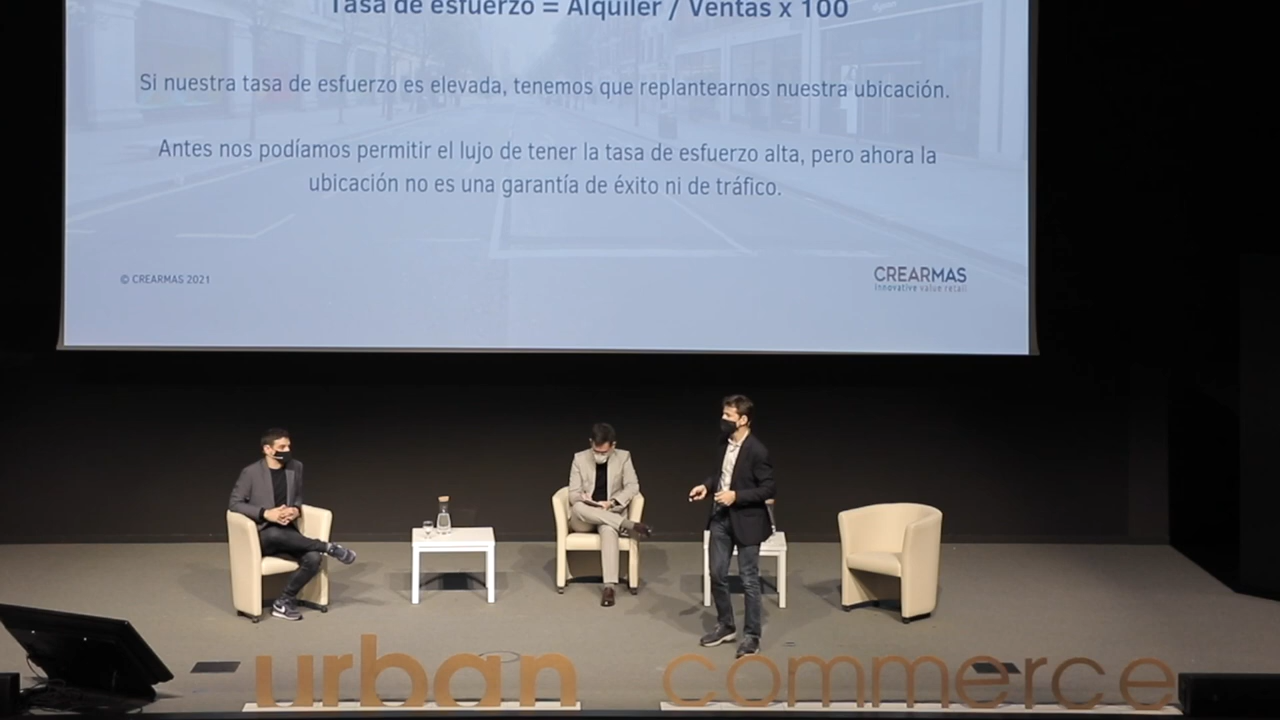 Tasa de esfuerzo = Alquiler / Ventas x 100
Si nuestra tasa de esfuerzo es elevada, tenemos que replantearnos nuestra ubicación.
Antes nos podíamos permitir el lujo de tener la tasa de esfuerzo alta, pero ahora la
ubicación no es una garantía de éxito ni de tráfico.
© CREARMAS 2021
CREARMAS
innovative value retail
urban commerce